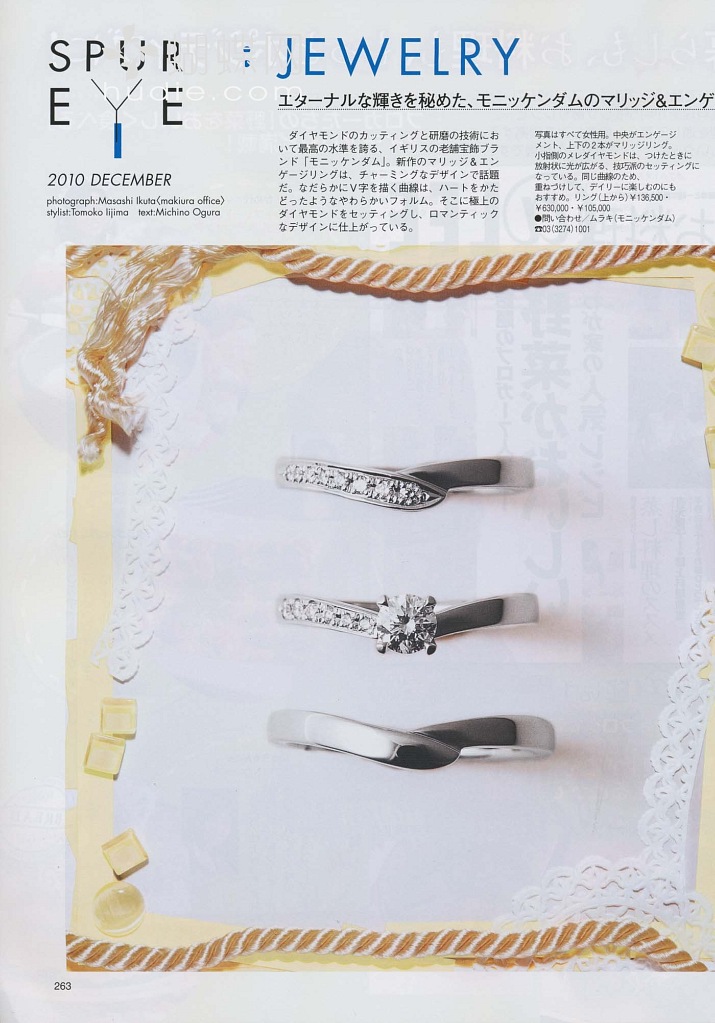 SPUR
EYE
: JEWELRY
hudie.com
エターナルな輝きを秘めた、モニッケンダムのマリッジ&エンゲ
2010 DECEMBER
photograph:Masashi Ikuta〈makiura office〉
stylist:Tomoko Iijima text:Michino Ogura
ダイヤモンドのカッティングと研磨の技術にお
いて最高の水準を誇る、イギリスの老舗宝飾ブラ
ンド「モニッケンダム」。新作のマリッジ&エン
ゲージリングは、チャーミングなデザインで話題
だ。なだらかにV字を描く曲線は、ハートをかた
どったようなやわらかいフォルム。そこに極上の
ダイヤモンドをセッティングし、ロマンティック
なデザインに仕上がっている。
写真はすべて女性用。中央がエンゲージ
メント、上下の2本がマリッジリング。
小指側のメレダイヤモンドは、つけたときに
放射状に光が広がる、技巧派のセッティングに
なっている。同じ曲線のため、
重ねづけして、デイリーに楽しむのにも
おすすめ。リング(上から)¥136,500・
¥630,000・¥105,000
●問い合わせ/ムラキ(モニッケンダム)
☎03(3274)1001
263